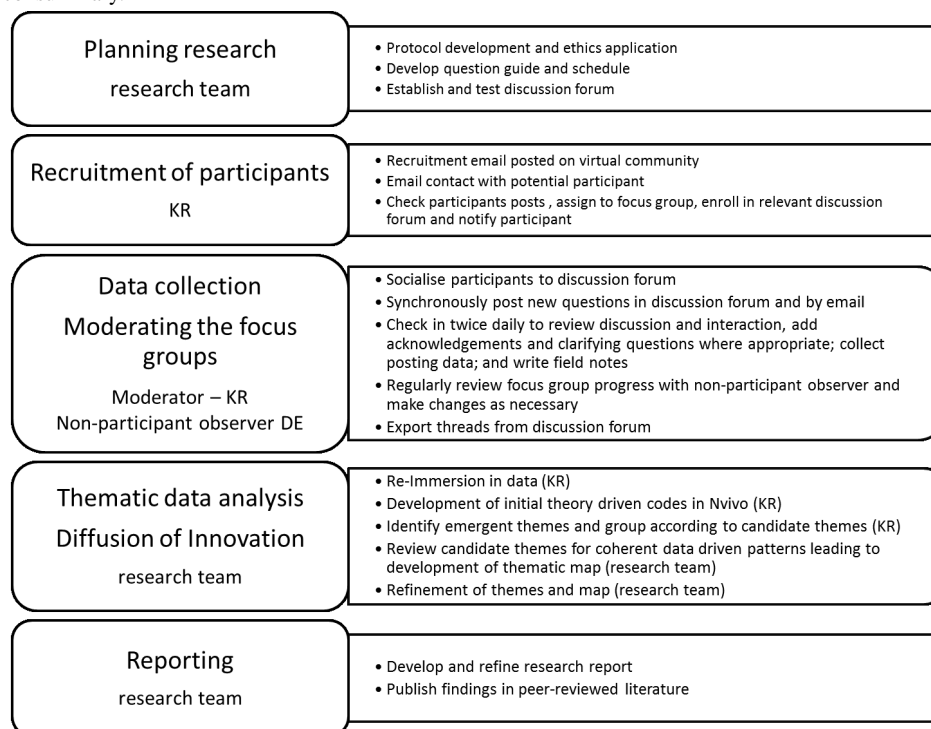 Planning research
research team
• Protocol development and ethics application
• Develop question guide and schedule
• Establish and test discussion forum
Recruitment of participants
KR
• Recruitment email posted on virtual community
• Email contact with potential participant
• Check participants posts , assign to focus group, enroll in relevant discussion
forum and notify participant
Data collection
Moderating the focus
groups
Moderator – KR
Non-participant observer DE
• Socialise participants to discussion forum
• Synchronously post new questions in discussion forum and by email
• Check in twice daily to review discussion and interaction, add
acknowledgements and clarifying questions where appropriate; collect
posting data; and write field notes
• Regularly review focus group progress with non-participant observer and
make changes as necessary
• Export threads from discussion forum
Thematic data analysis
Diffusion of Innovation
research team
• Re-Immersion in data (KR)
• Development of initial theory driven codes in Nvivo (KR)
• Identify emergent themes and group according to candidate themes (KR)
• Review candidate themes for coherent data driven patterns leading to
development of thematic map (research team)
• Refinement of themes and map (research team)
Reporting
research team
• Develop and refine research report
• Publish findings in peer-reviewed literature